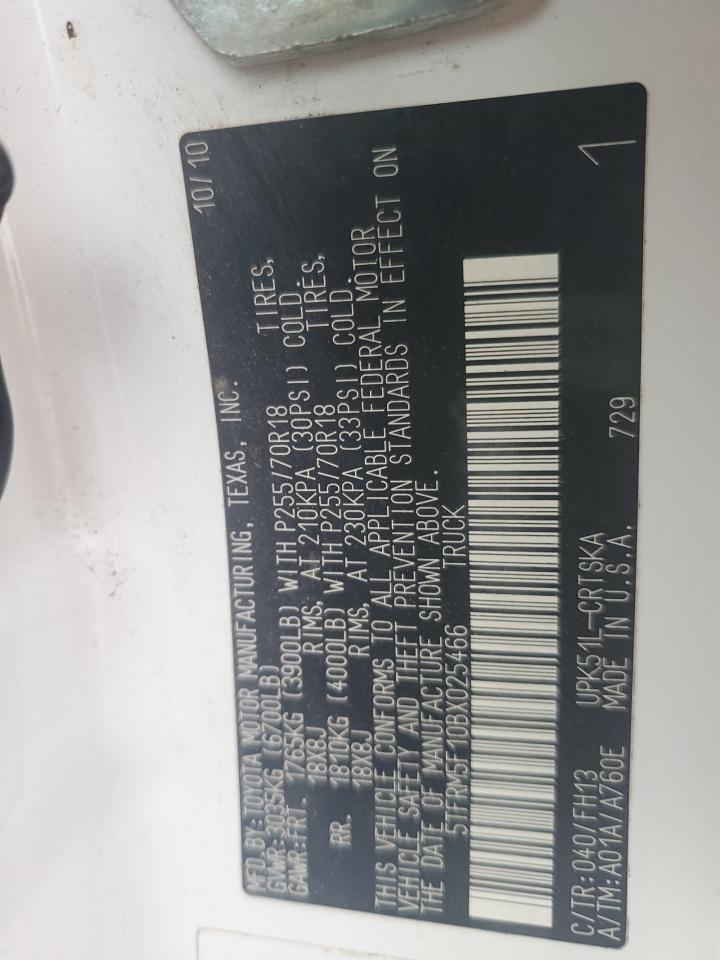 MFD.BY:TOYOTA MOTOR MANUFACTURING, TEXAS, INC. 10/10
GVWR:3035KG (6700LB)
GAWR:FRT. 1765KG (3900LB) WITH P255/70R18 TIRES,
18X8J RIMS, AT 210KPA (30PSI) COLD.
RR. 1810KG (4000LB) WITH P255/70R18 TIRES,
18X8J RIMS, AT 230KPA (33PSI) COLD.
THIS VEHICLE CONFORMS TO ALL APPLICABLE FEDERAL MOTOR
VEHICLE SAFETY AND THEFT PREVENTION STANDARDS IN EFFECT ON
THE DATE OF MANUFACTURE SHOWN ABOVE.
5TFRM5F10BX025466 TRUCK
C/TR:040/FH13 UPK51L-CRTSKA 729 1
A/TM:A01A/A760E MADE IN U.S.A.